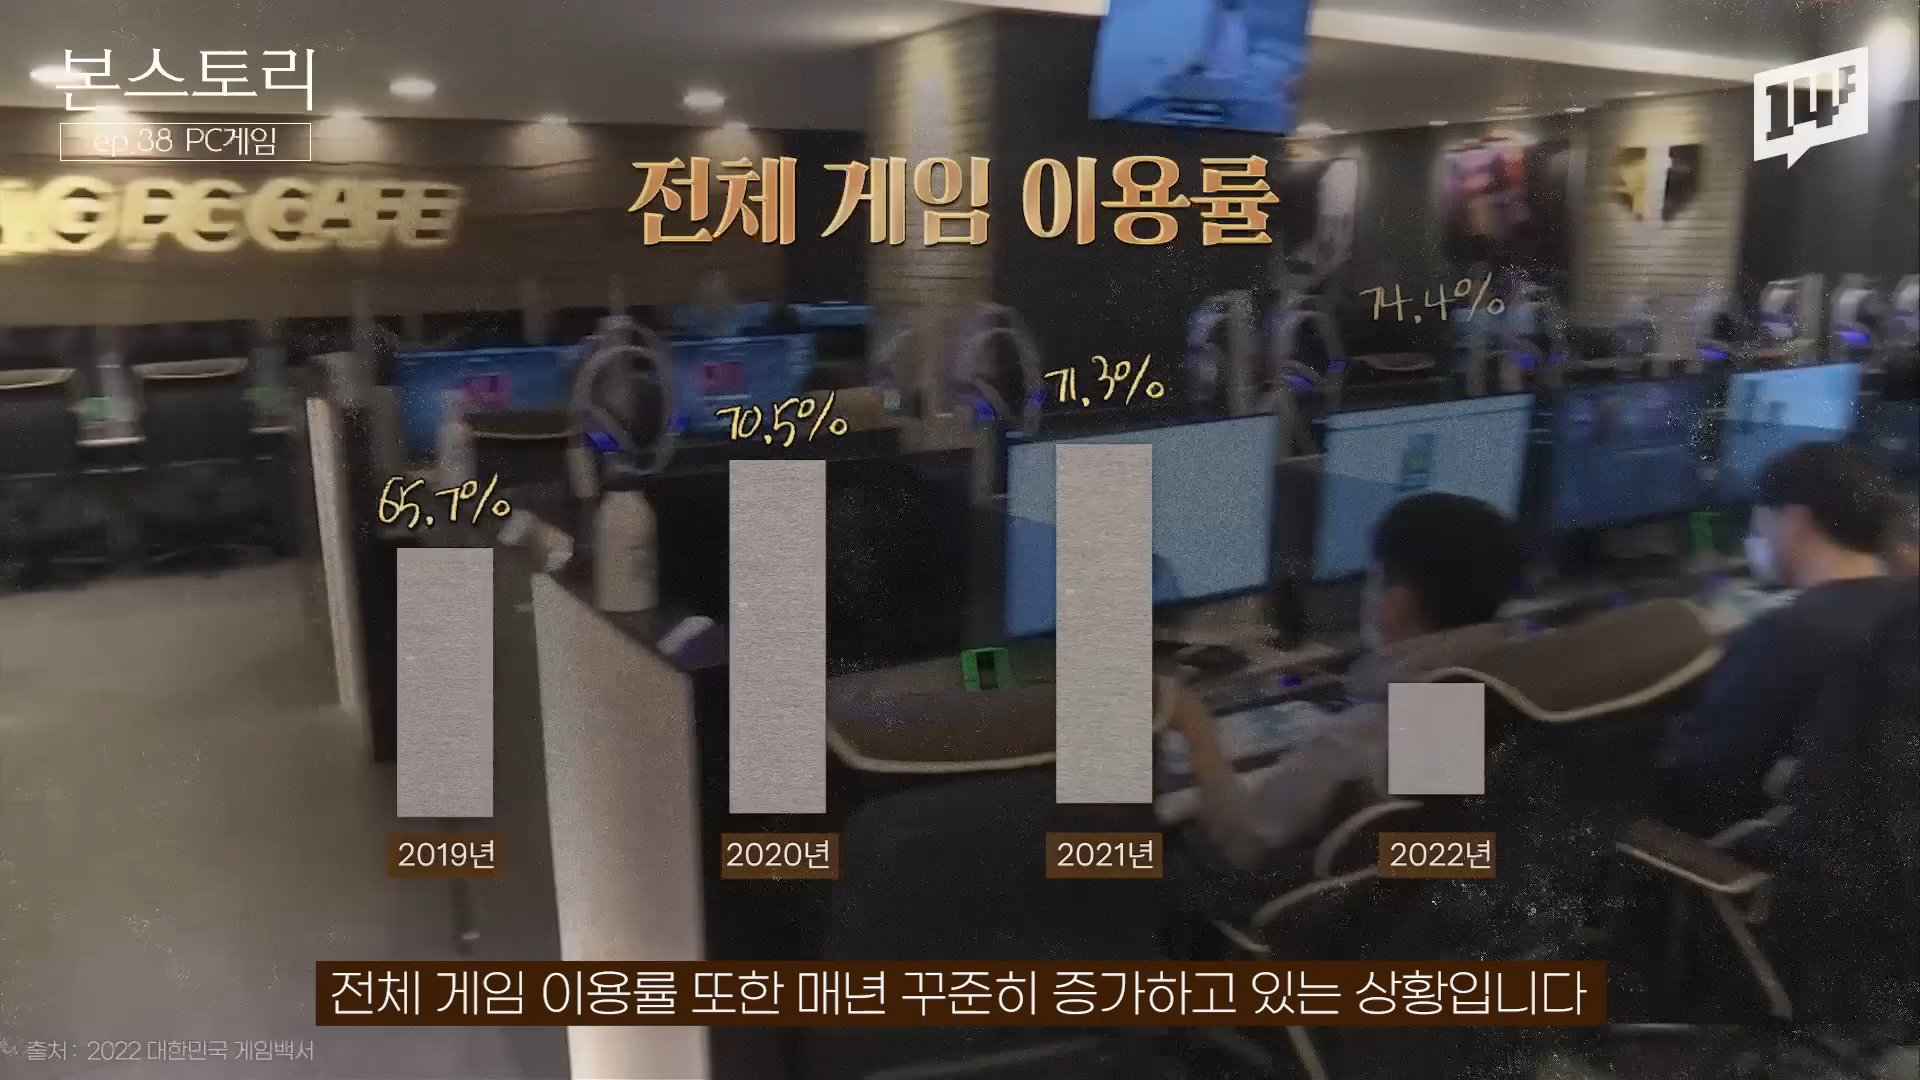 본스토리
ep.38 PC게임
14F
G PC CAFE
전체 게임 이용률
65.7%
70.5%
71.3%
74.4%
2019년
2020년
2021년
2022년
전체 게임 이용률 또한 매년 꾸준히 증가하고 있는 상황입니다
출처 : 2022 대한민국 게임백서